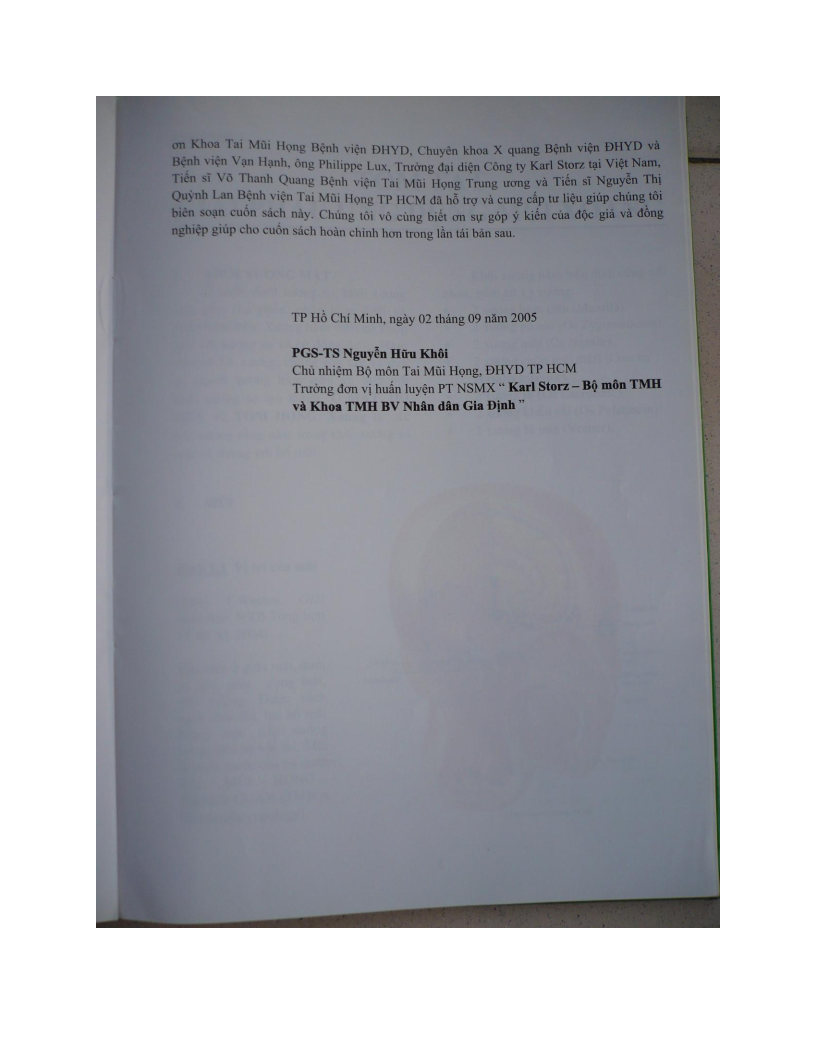 ơn Khoa Tai Mũi Họng Bệnh viện ĐHYD, Chuyên khoa X quang Bệnh viện ĐHYD và
Bệnh viện Vạn Hạnh, ông Philippe Lux, Trưởng đại diện Công ty Karl Storz tại Việt Nam,
Tiến sĩ Võ Thanh Quang Bệnh viện Tai Mũi Họng Trung ương và Tiến sĩ Nguyễn Thị
Quỳnh Lan Bệnh viện Tai Mũi Họng TP HCM đã hỗ trợ và cung cấp tư liệu giúp chúng tôi
biên soạn cuốn sách này. Chúng tôi vô cùng biết ơn sự góp ý kiến của độc giả và đồng
nghiệp giúp cho cuốn sách hoàn chỉnh hơn trong lần tái bản sau.
TP Hồ Chí Minh, ngày 02 tháng 09 năm 2005
PGS-TS Nguyễn Hữu Khôi
Chủ nhiệm Bộ môn Tai Mũi Họng, ĐHYD TP HCM
Trưởng đơn vị huấn luyện PT NSMX “ Karl Storz – Bộ môn TMH
và Khoa TMH BV Nhân dân Gia Định ”